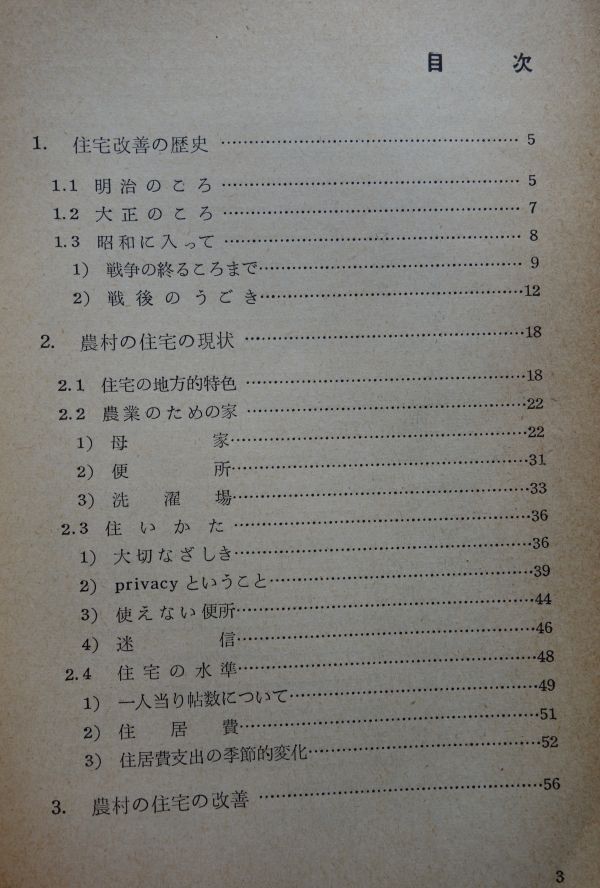 目　次
1. 住宅改善の歴史 …… 5
1.1 明治のころ …… 5
1.2 大正のころ …… 7
1.3 昭和に入って …… 8
1) 戦争の終るころまで …… 9
2) 戦後のうごき …… 12
2. 農村の住宅の現状 …… 18
2.1 住宅の地方的特色 …… 18
2.2 農業のための家 …… 22
1) 母　家 …… 22
2) 便　所 …… 31
3) 洗濯場 …… 33
2.3 住いかた …… 36
1) 大切なざしき …… 36
2) privacy ということ …… 39
3) 使えない便所 …… 44
4) 迷　信 …… 46
2.4 住宅の水準 …… 48
1) 一人当り帖数について …… 49
2) 住居費 …… 51
3) 住居費支出の季節的変化 …… 52
3. 農村の住宅の改善 …… 56
3